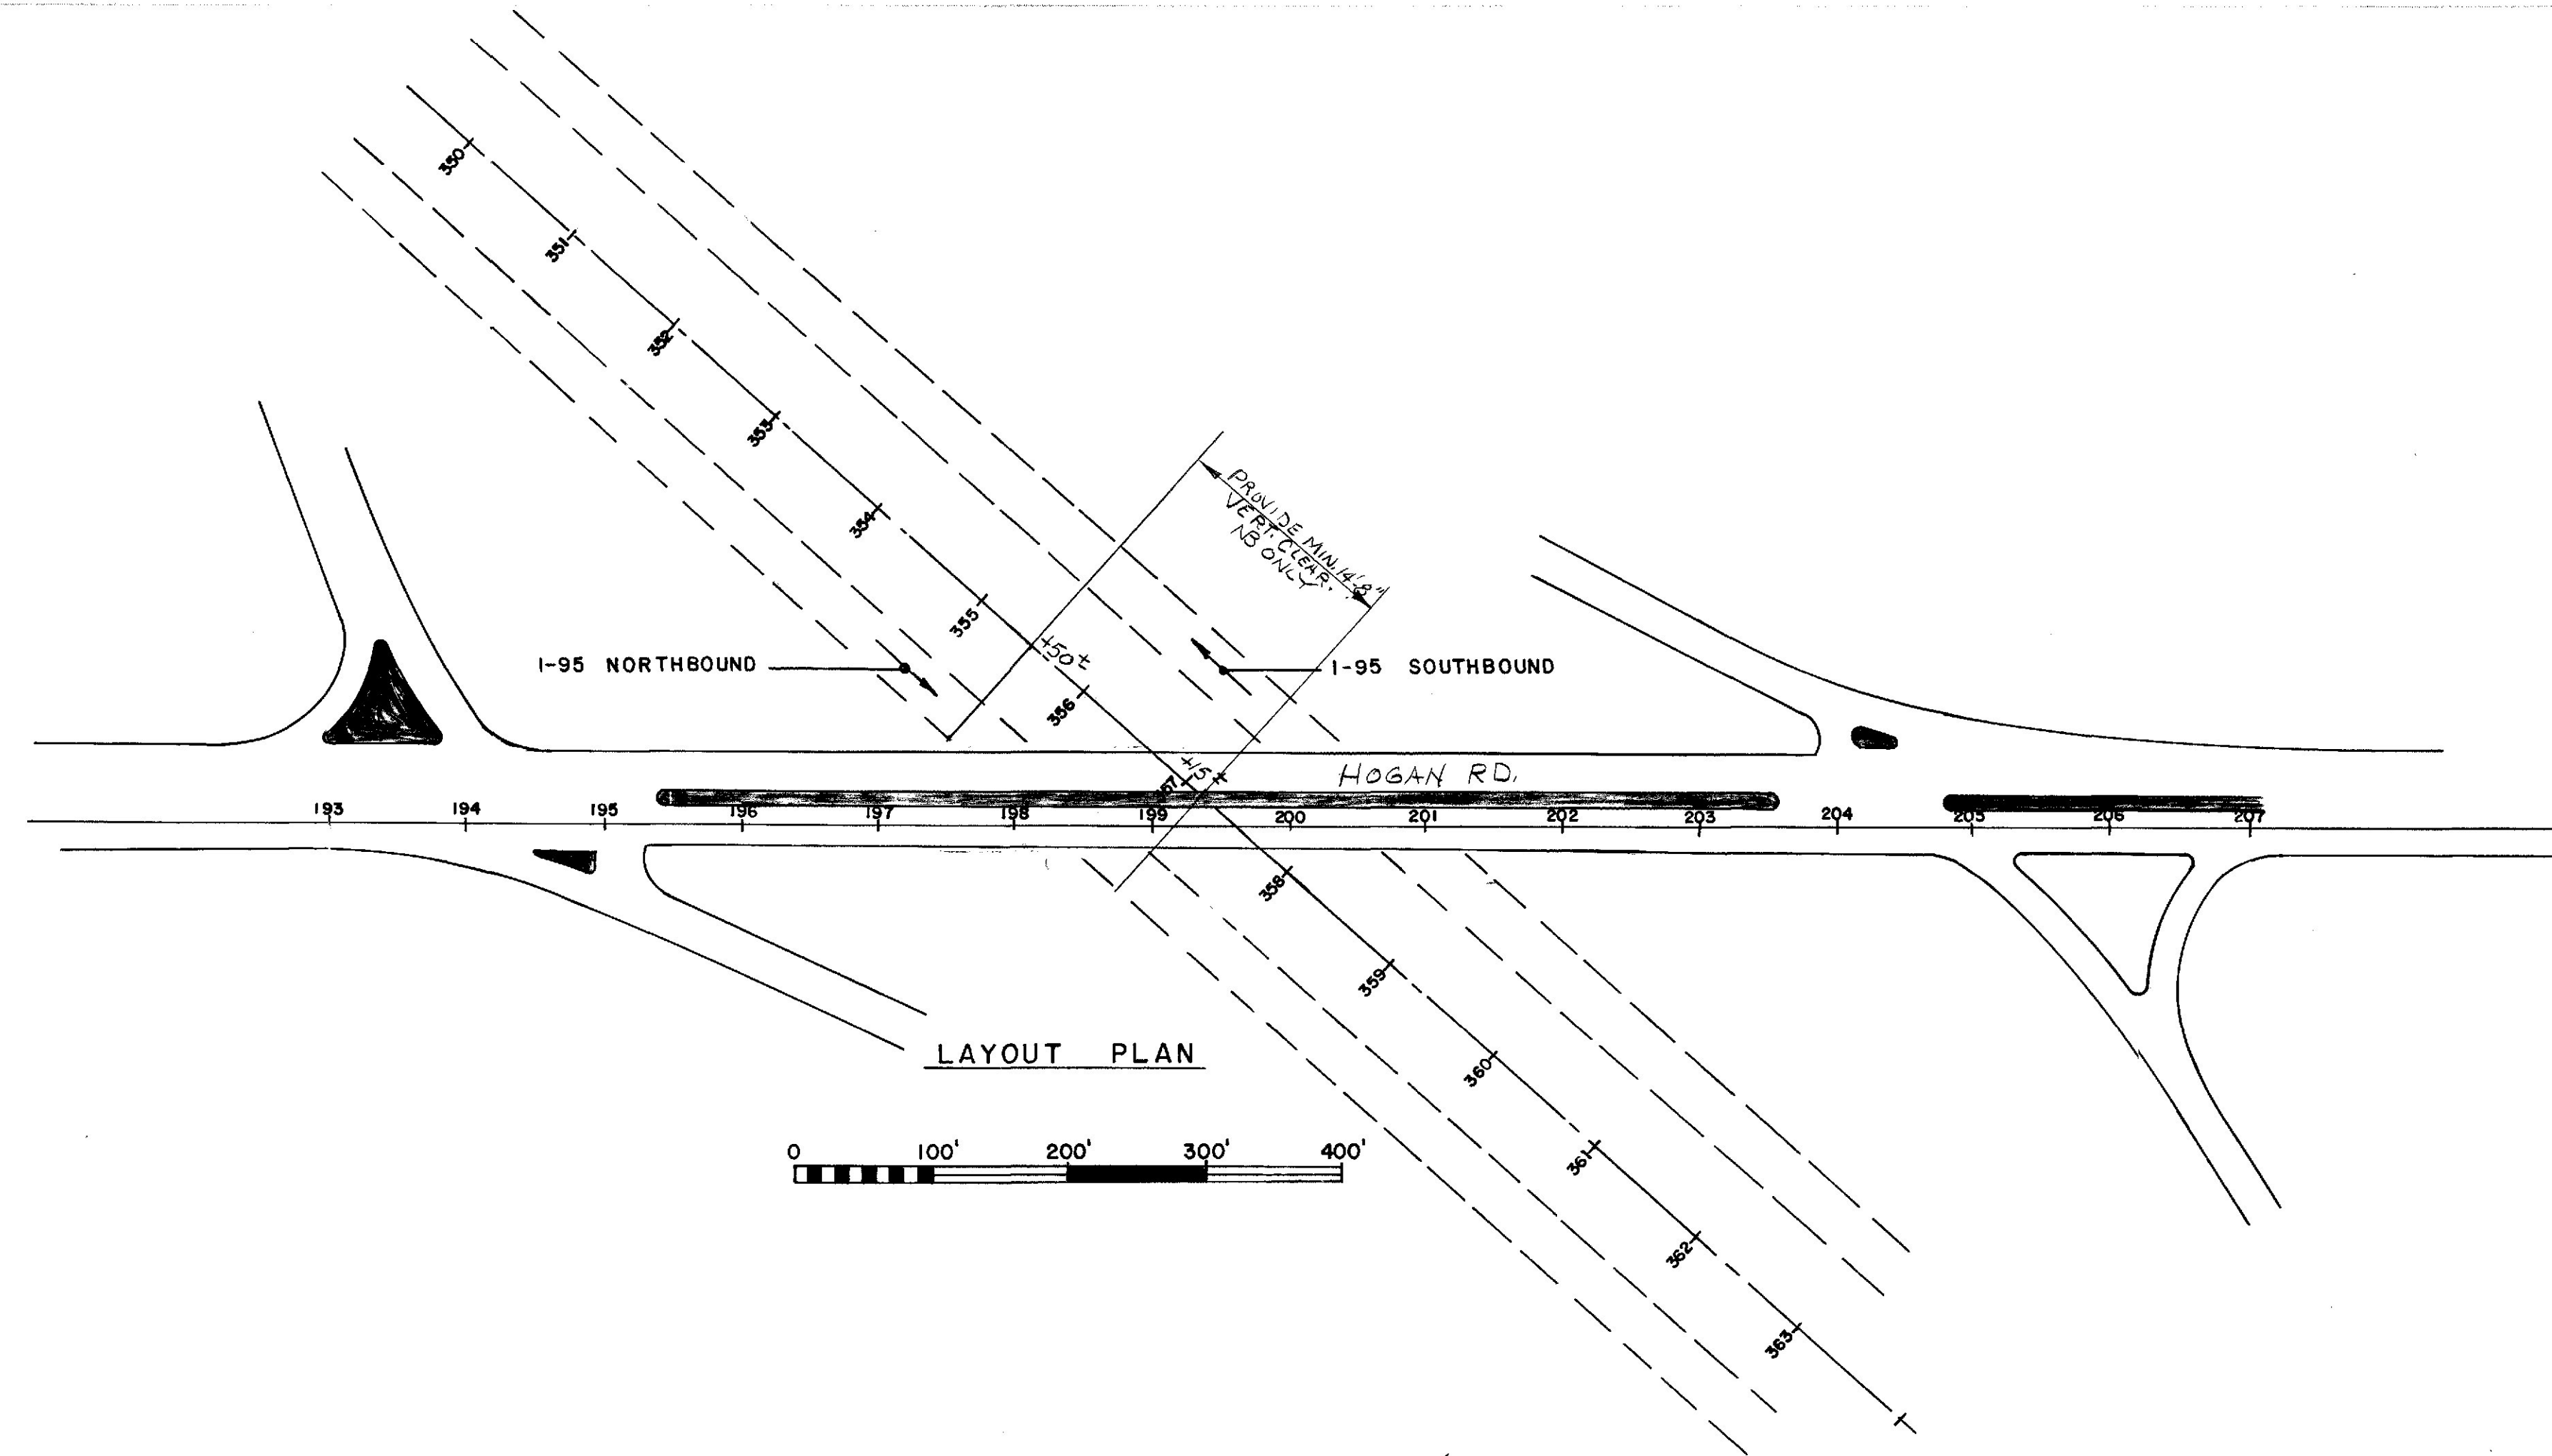 350
351
352
353
354
355
+50±
356
+15±
357
PROVIDE MIN. 14'-8"
VERT. CLEAR.
NB ONLY
I-95 NORTHBOUND
I-95 SOUTHBOUND
HOGAN RD.
193 194 195 196 197 198 199 200 201 202 203 204 205 206 207
358
359
360
361
362
363
LAYOUT PLAN
0 100' 200' 300' 400'